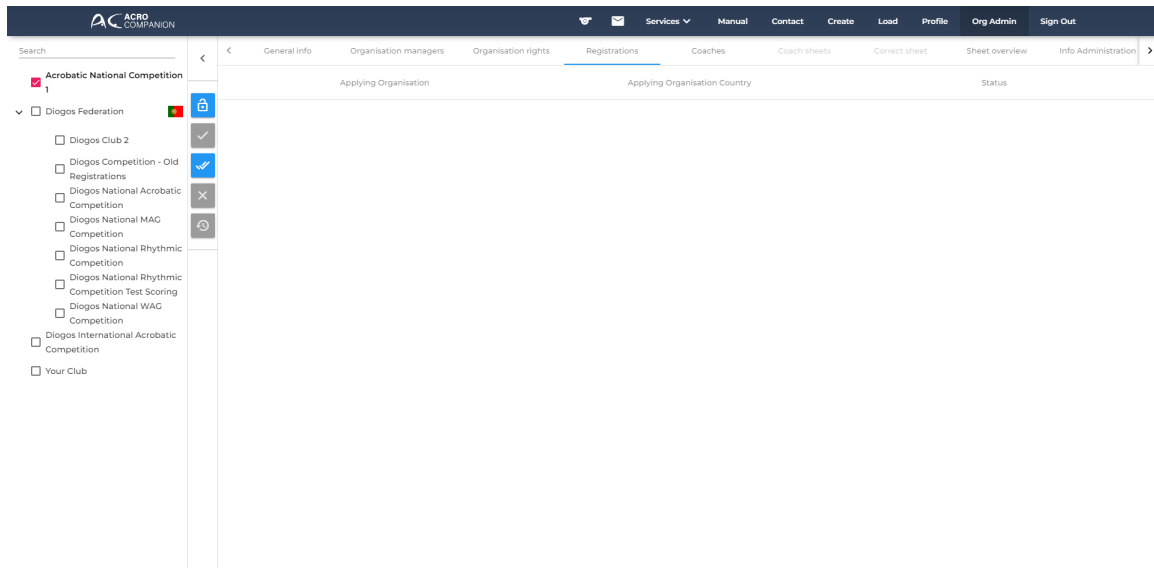 ACRO
COMPANION
Services
Manual
Contact
Create
Load
Profile
Org Admin
Sign Out
Search
General info
Organisation managers
Organisation rights
Registrations
Coaches
Coach sheets
Correct sheet
Sheet overview
Info Administration
Applying Organisation
Applying Organisation Country
Status
Acrobatic National Competition
1
Diogos Federation
Diogos Club 2
Diogos Competition - Old
Registrations
Diogos National Acrobatic
Competition
Diogos National MAG
Competition
Diogos National Rhythmic
Competition
Diogos National Rhythmic
Competition Test Scoring
Diogos National WAG
Competition
Diogos International Acrobatic
Competition
Your Club